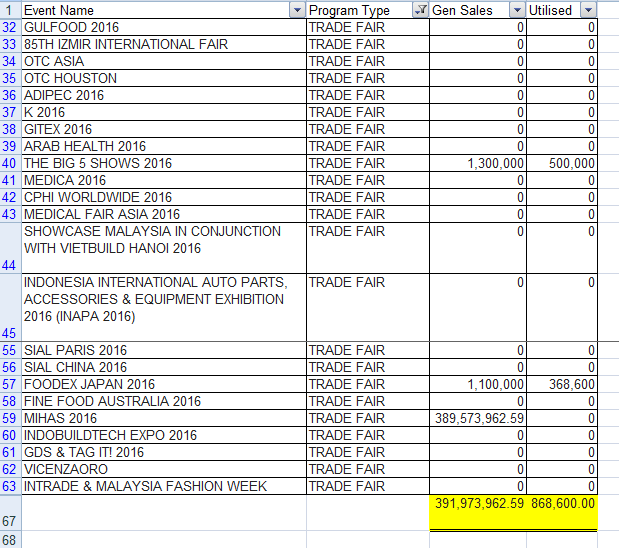 1 Event Name Program Type Gen Sales Utilised
32 GULFOOD 2016 TRADE FAIR 0 0
33 85TH IZMIR INTERNATIONAL FAIR TRADE FAIR 0 0
34 OTC ASIA TRADE FAIR 0 0
35 OTC HOUSTON TRADE FAIR 0 0
36 ADIPEC 2016 TRADE FAIR 0 0
37 K 2016 TRADE FAIR 0 0
38 GITEX 2016 TRADE FAIR 0 0
39 ARAB HEALTH 2016 TRADE FAIR 0 0
40 THE BIG 5 SHOWS 2016 TRADE FAIR 1,300,000 500,000
41 MEDICA 2016 TRADE FAIR 0 0
42 CPHI WORLDWIDE 2016 TRADE FAIR 0 0
43 MEDICAL FAIR ASIA 2016 TRADE FAIR 0 0
SHOWCASE MALAYSIA IN CONJUNCTION TRADE FAIR 0 0
WITH VIETBUILD HANOI 2016
44
INDONESIA INTERNATIONAL AUTO PARTS, TRADE FAIR 0 0
ACCESSORIES & EQUIPMENT EXHIBITION
2016 (INAPA 2016)
45
55 SIAL PARIS 2016 TRADE FAIR 0 0
56 SIAL CHINA 2016 TRADE FAIR 0 0
57 FOODEX JAPAN 2016 TRADE FAIR 1,100,000 368,600
58 FINE FOOD AUSTRALIA 2016 TRADE FAIR 0 0
59 MIHAS 2016 TRADE FAIR 389,573,962.59 0
60 INDOBUILDTECH EXPO 2016 TRADE FAIR 0 0
61 GDS & TAG IT! 2016 TRADE FAIR 0 0
62 VICENZAORO TRADE FAIR 0 0
63 INTRADE & MALAYSIA FASHION WEEK TRADE FAIR 0 0
391,973,962.59 868,600.00
67
68